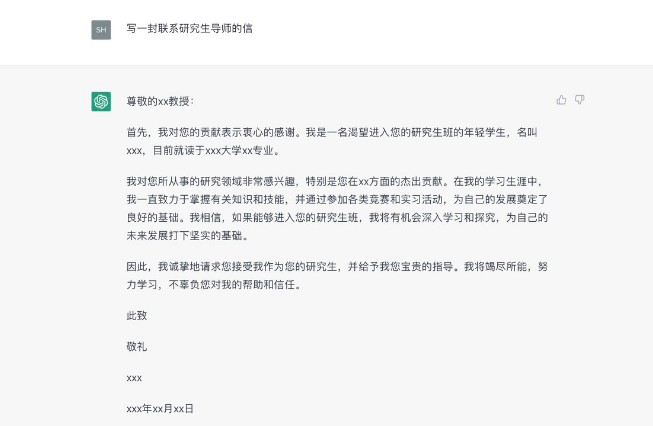 SH
写一封联系研究生导师的信
尊敬的xx教授：
首先，我对您的贡献表示衷心的感谢。我是一名渴望进入您的研究生班的年轻学生，名叫
xxx，目前就读于xxx大学xx专业。
我对您所从事的研究领域非常感兴趣，特别是您在xx方面的杰出贡献。在我的学习生涯中，
我一直致力于掌握有关知识和技能，并通过参加各类竞赛和实习活动，为自己的发展奠定了
良好的基础。我相信，如果能够进入您的研究生班，我将有机会深入学习和探究，为自己的
未来发展打下坚实的基础。
因此，我诚挚地请求您接受我作为您的研究生，并给予我您宝贵的指导。我将竭尽所能，努
力学习，不辜负您对我的帮助和信任。
此致
敬礼
xxx
xxx年xx月xx日